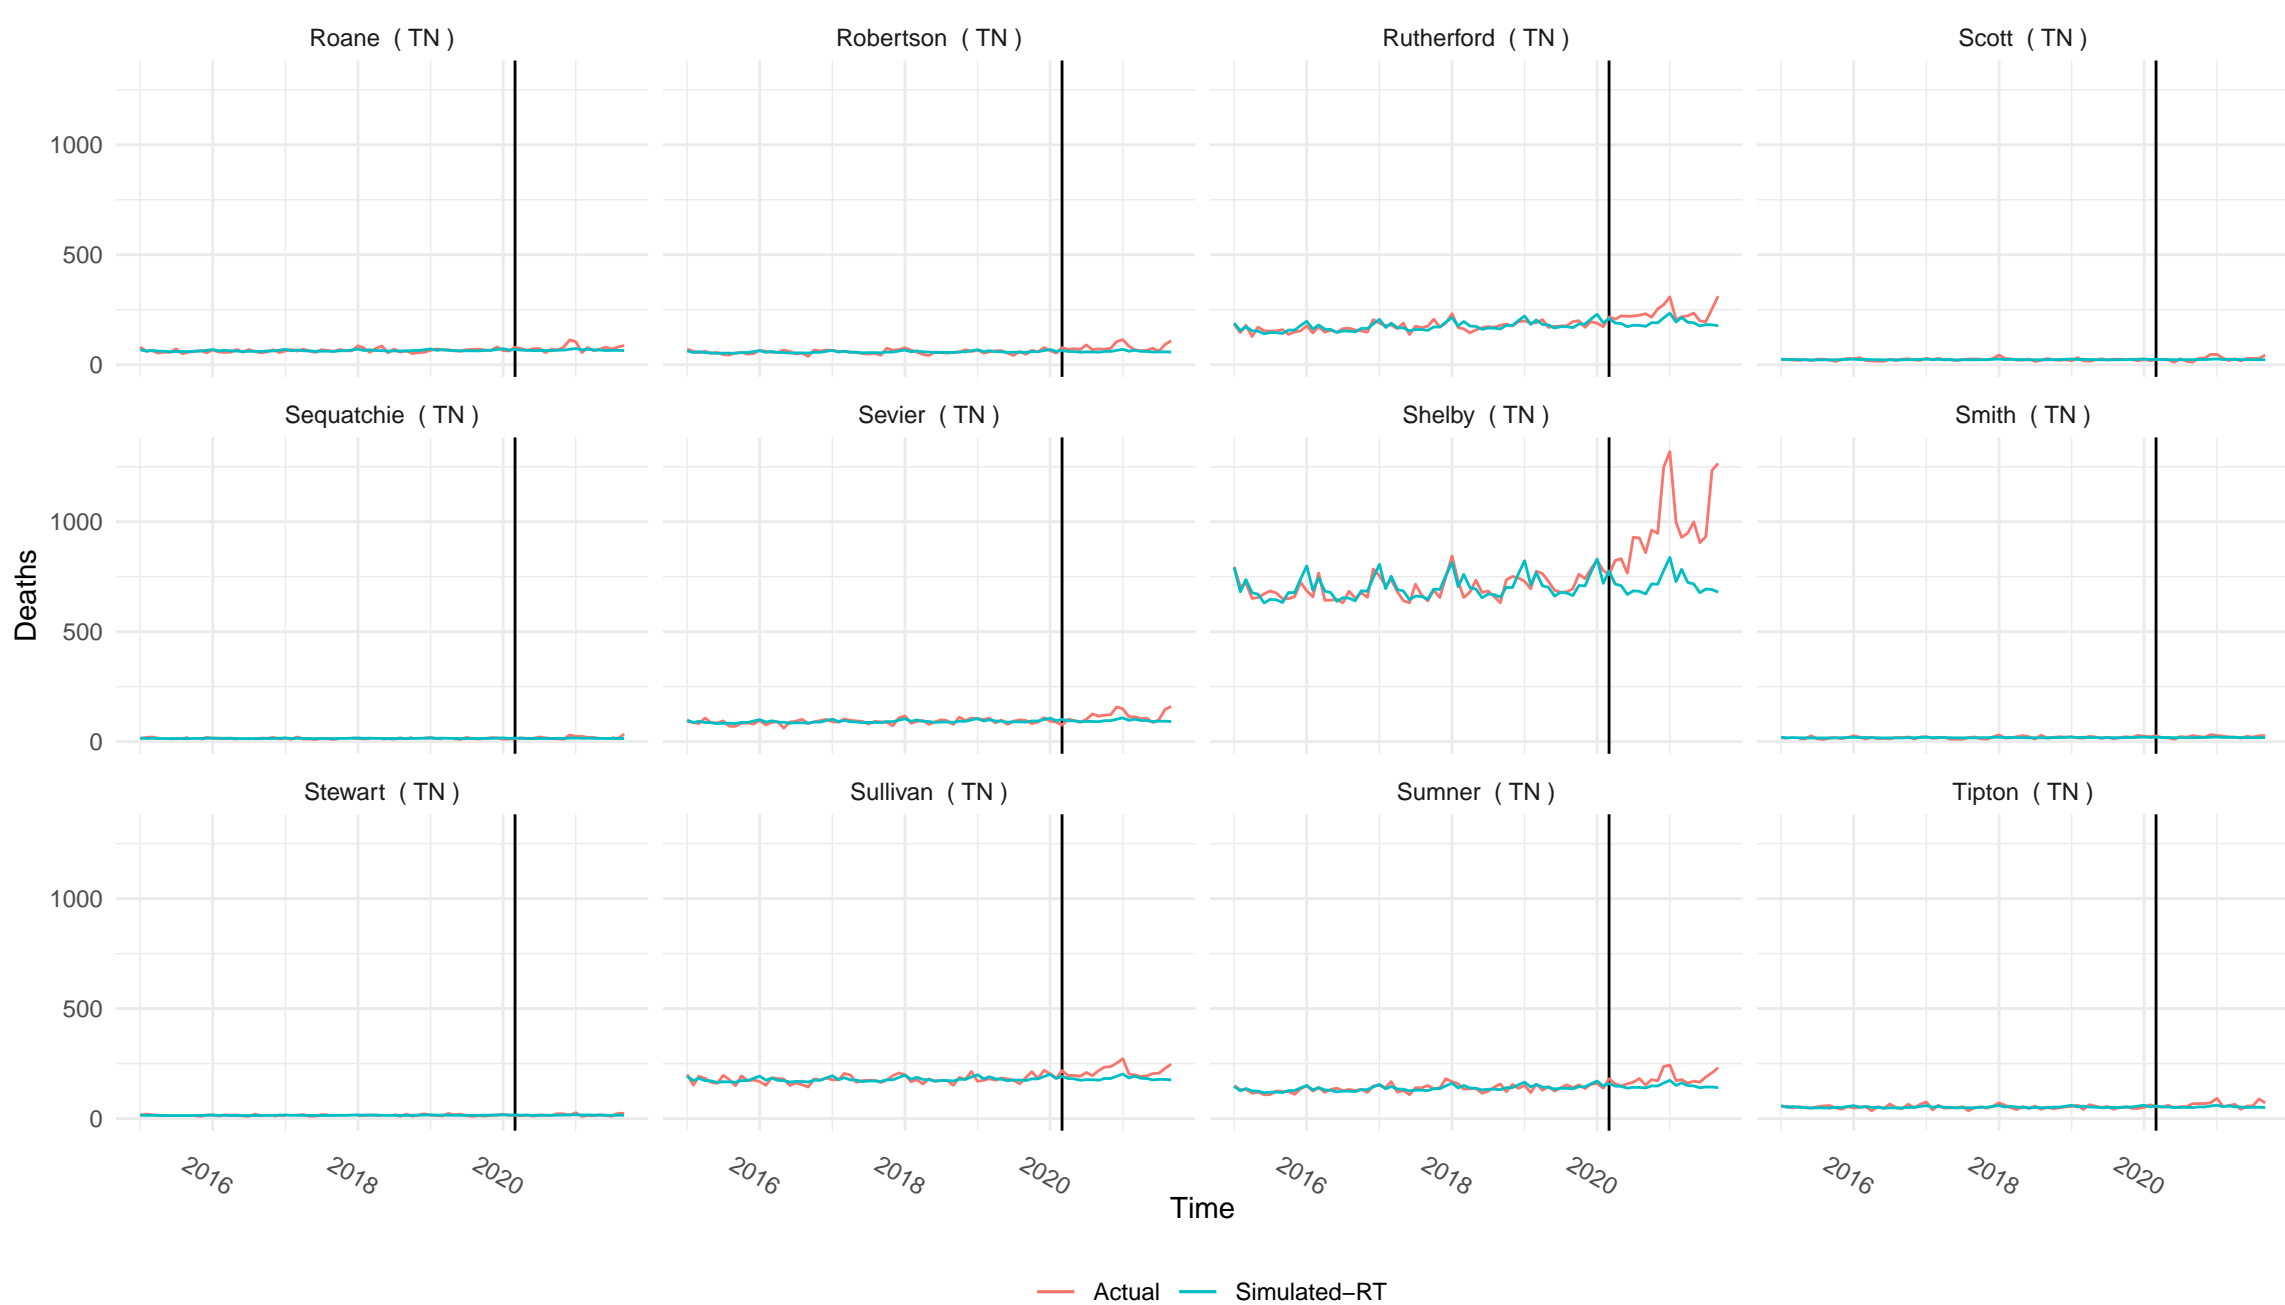 Roane ( TN )
Robertson ( TN )
Rutherford ( TN )
Scott ( TN )
1000
500
0
Sequatchie ( TN )
Sevier ( TN )
Shelby ( TN )
Smith ( TN )
1000
500
0
Deaths
Stewart ( TN )
Sullivan ( TN )
Sumner ( TN )
Tipton ( TN )
1000
500
0
2016 2018 2020
2016 2018 2020
2016 2018 2020
2016 2018 2020
Time
Actual
Simulated−RT